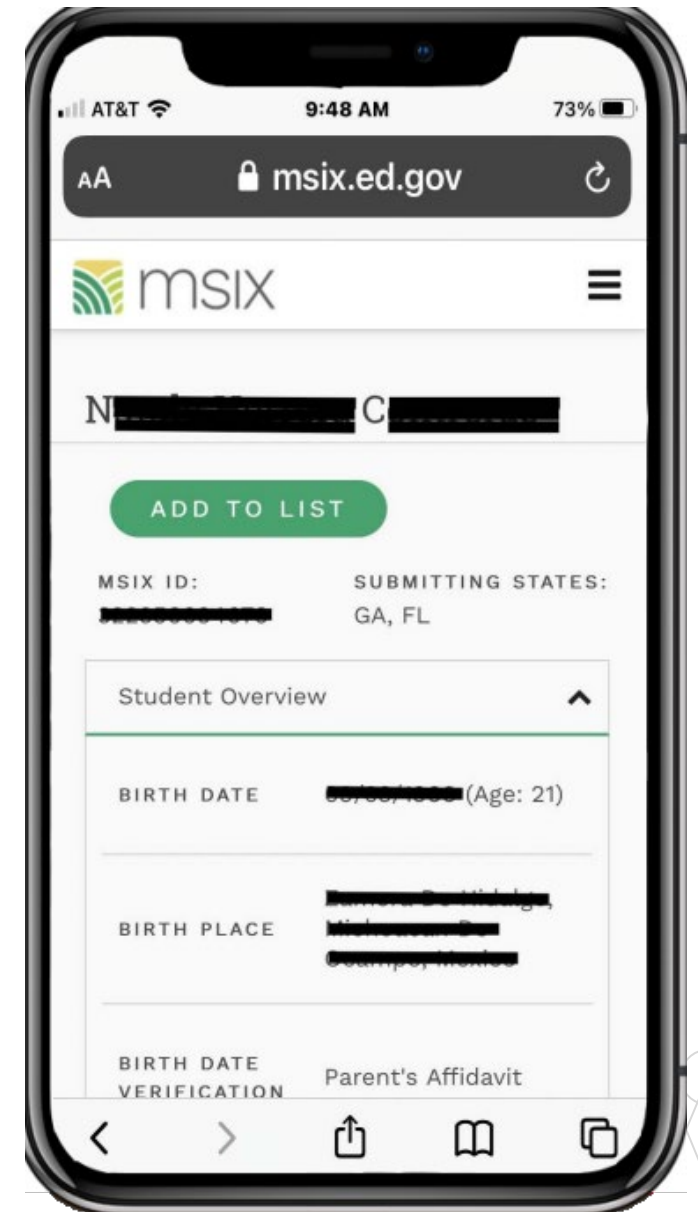 AT&T 9:48 AM 73%
AA msix.ed.gov
msix
N C
ADD TO LIST
MSIX ID: SUBMITTING STATES:
GA, FL
Student Overview
BIRTH DATE (Age: 21)
BIRTH PLACE
BIRTH DATE
VERIFICATION Parent's Affidavit